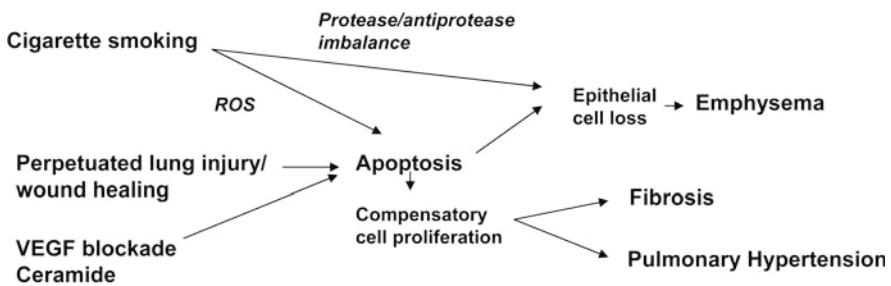 Protease/antiprotease
imbalance
Cigarette smoking
ROS
Epithelial
cell loss
Emphysema
Perpetuated lung injury/
wound healing
Apoptosis
Compensatory
cell proliferation
Fibrosis
VEGF blockade
Ceramide
Pulmonary Hypertension